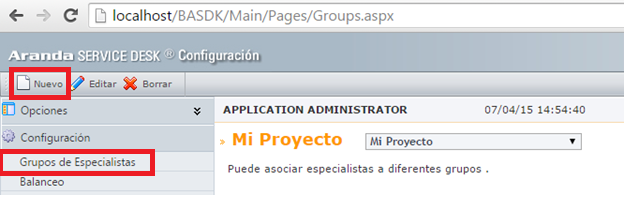 localhost/BASDK/Main/Pages/Groups.aspx
Aranda SERVICE DESK ® Configuración
Nuevo Editar Borrar
Opciones
APPLICATION ADMINISTRATOR 07/04/15 14:54:40
Configuración
» Mi Proyecto Mi Proyecto
Grupos de Especialistas
Puede asociar especialistas a diferentes grupos .
Balanceo